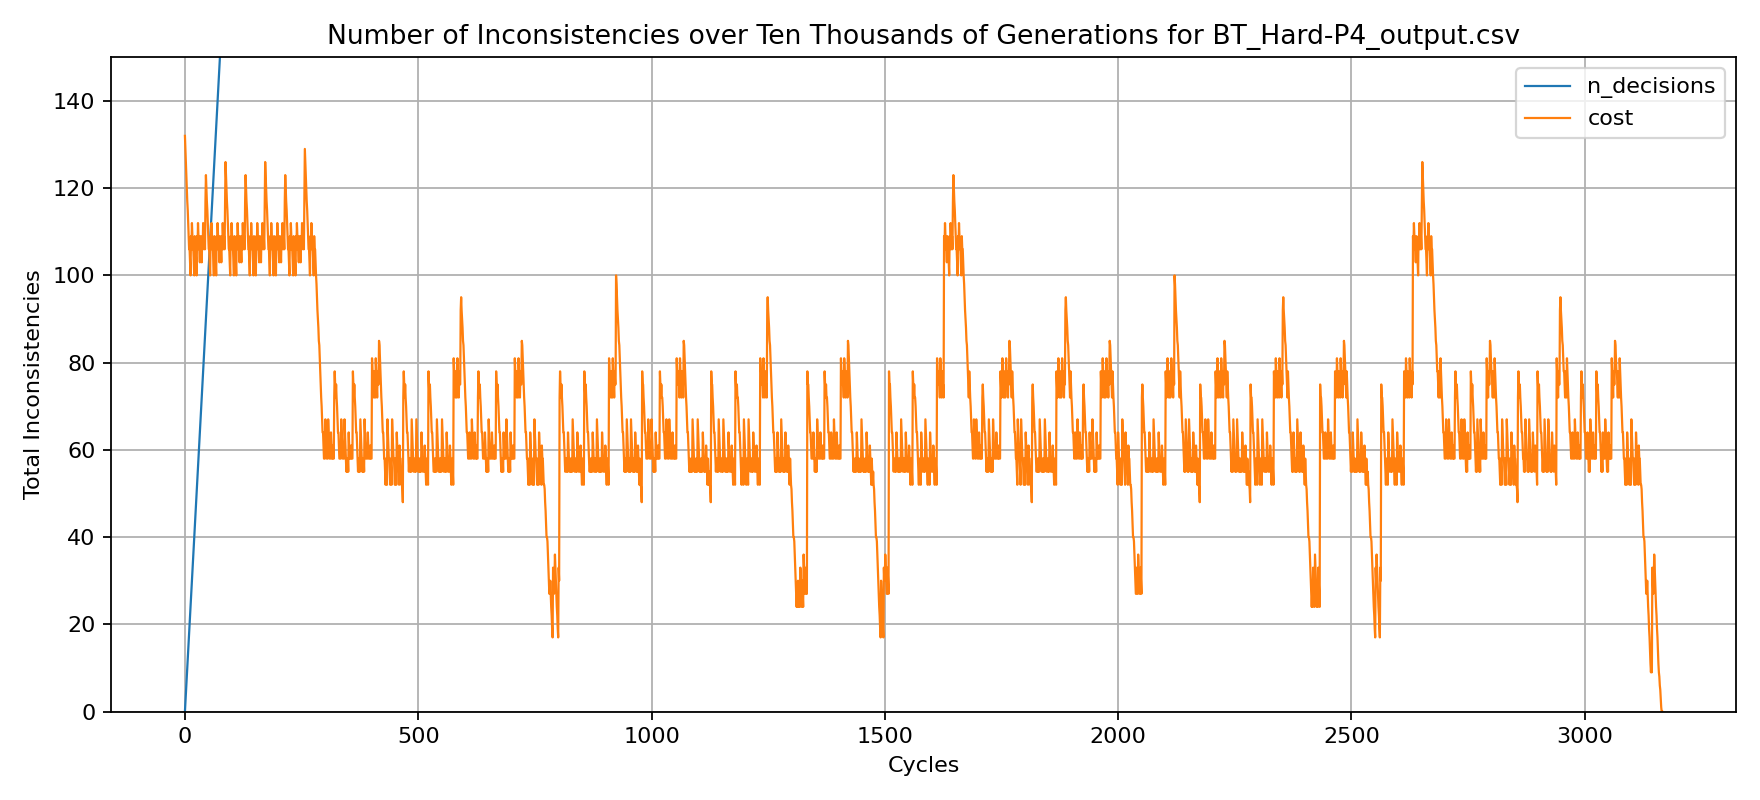 Number of Inconsistencies over Ten Thousands of Generations for BT_Hard-P4_output.csv
n_decisions
cost
Total Inconsistencies
140
120
100
80
60
40
20
0
0 500 1000 1500 2000 2500 3000
Cycles